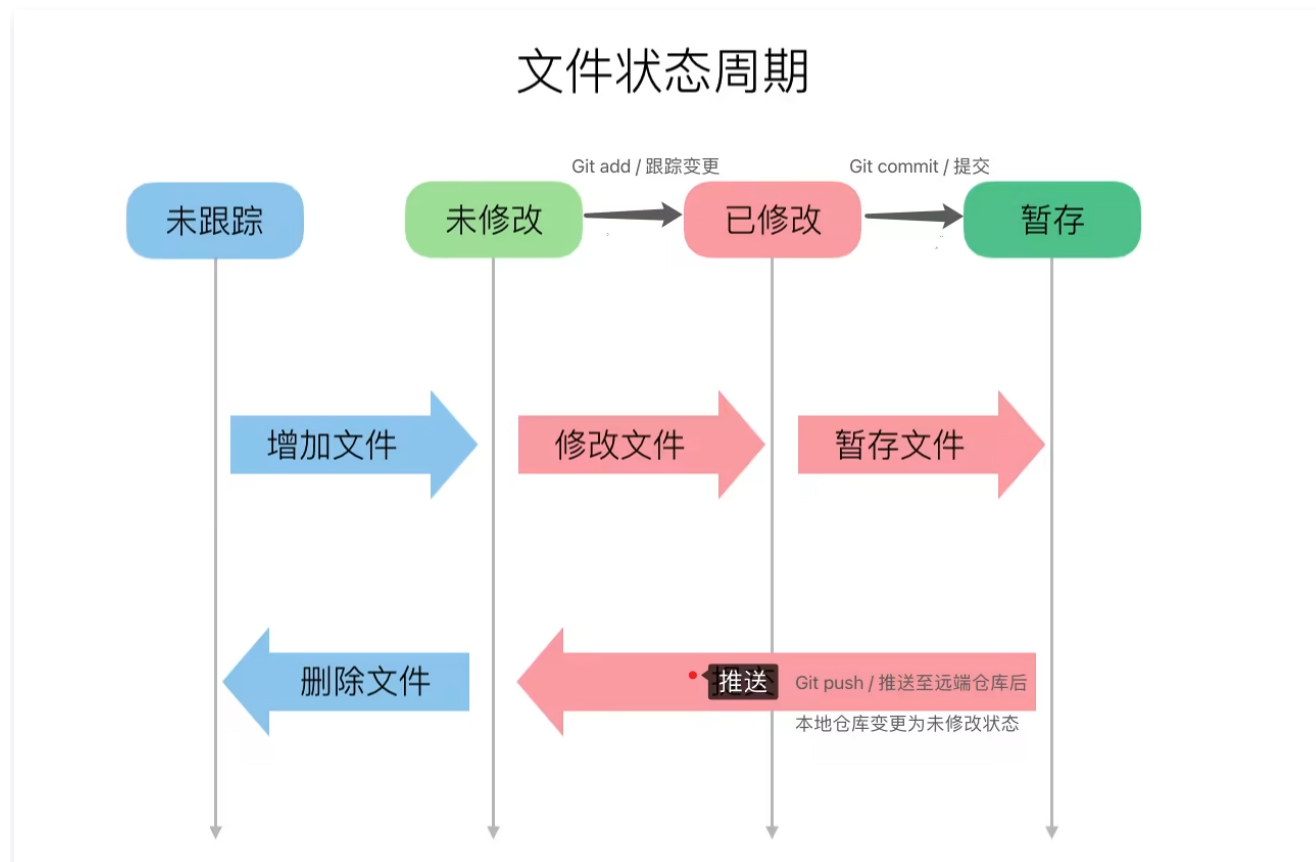 文件状态周期
Git add / 跟踪变更
Git commit / 提交
未跟踪
未修改
已修改
暂存
增加文件
修改文件
暂存文件
删除文件
推送
Git push / 推送至远端仓库后
本地仓库变更为未修改状态